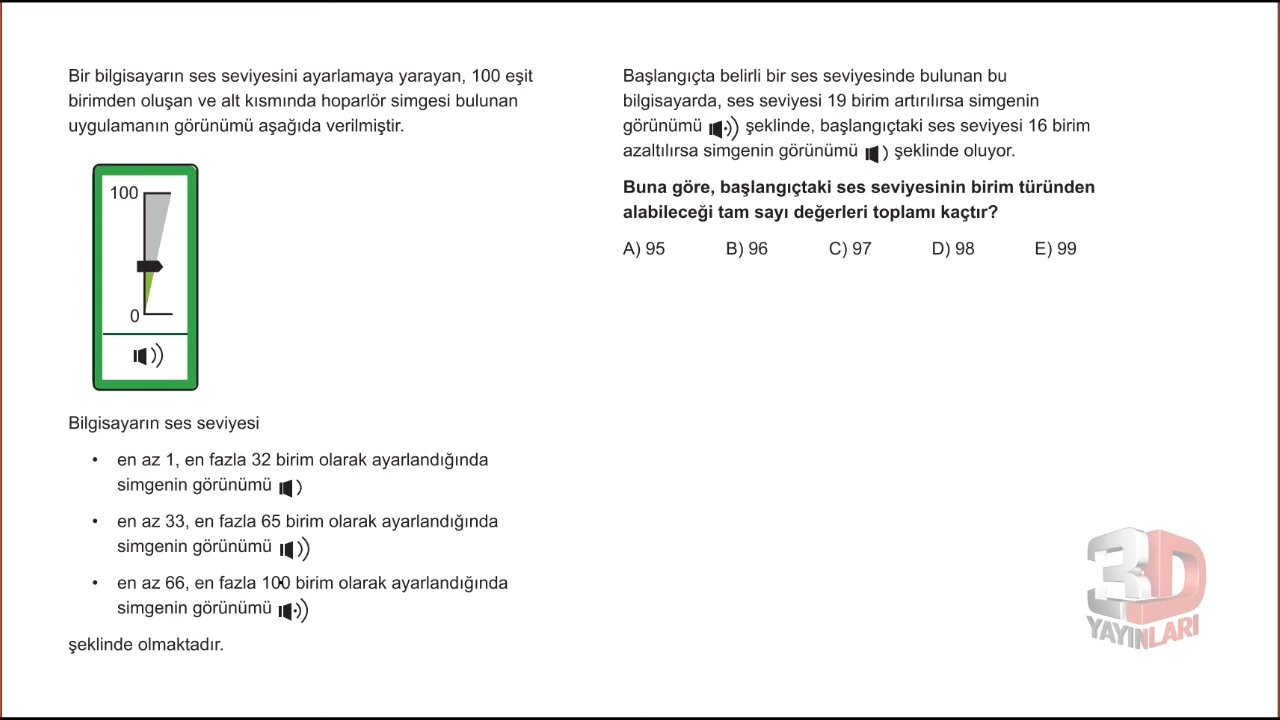 Bir bilgisayarın ses seviyesini ayarlamaya yarayan, 100 eşit
birimden oluşan ve alt kısmında hoparlör simgesi bulunan
uygulamanın görünümü aşağıda verilmiştir.
100
0
Bilgisayarın ses seviyesi
• en az 1, en fazla 32 birim olarak ayarlandığında
simgenin görünümü
• en az 33, en fazla 65 birim olarak ayarlandığında
simgenin görünümü
• en az 66, en fazla 100 birim olarak ayarlandığında
simgenin görünümü
şeklinde olmaktadır.
Başlangıçta belirli bir ses seviyesinde bulunan bu
bilgisayarda, ses seviyesi 19 birim artırılırsa simgenin
görünümü şeklinde, başlangıçtaki ses seviyesi 16 birim
azaltılırsa simgenin görünümü şeklinde oluyor.
Buna göre, başlangıçtaki ses seviyesinin birim türünden
alabileceği tam sayı değerleri toplamı kaçtır?
A) 95 B) 96 C) 97 D) 98 E) 99
3D
YAYINLARI